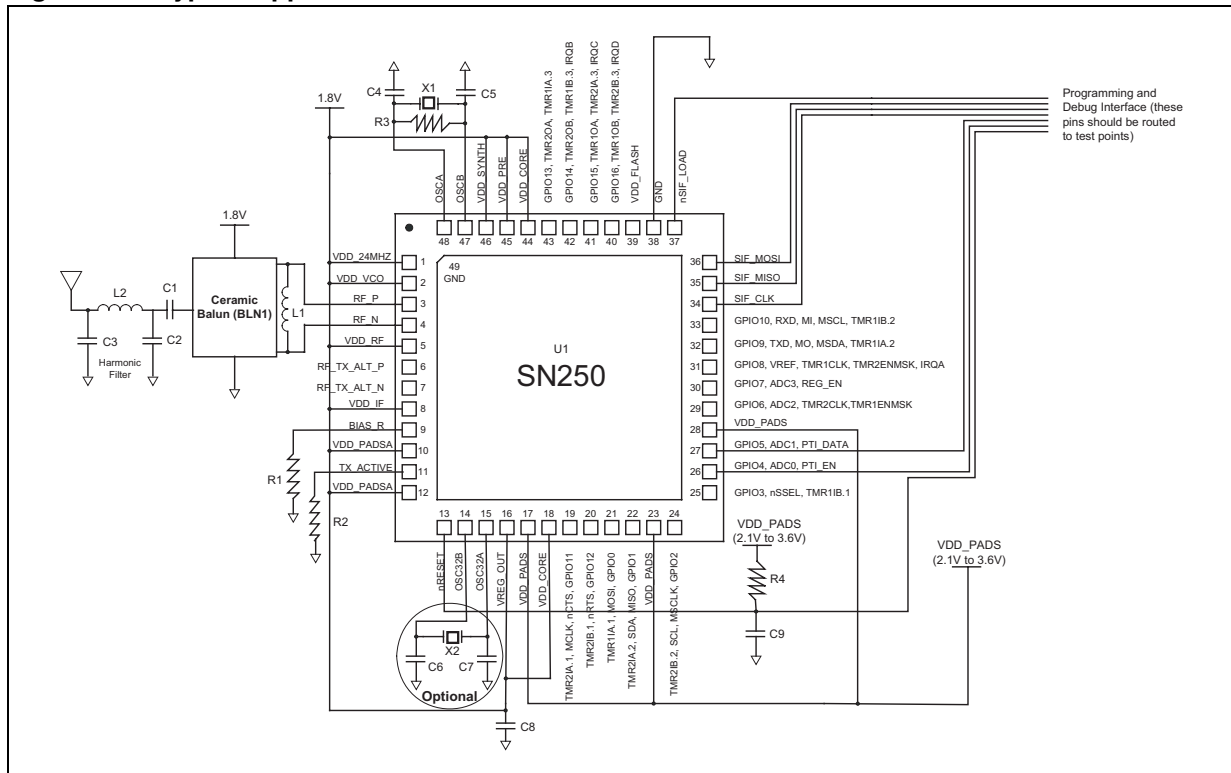 1.8V
C4
X1
C5
R3
OSCA
OSCB
VDD_SYNTH
VDD_PRE
VDD_CORE
GPIO13, TMR2OA, TMR1IA.3
GPIO14, TMR2OB, TMR1IB.3, IRQB
GPIO15, TMR1OA, TMR2IA.3, IRQC
GPIO16, TMR1OB, TMR2IB.3, IRQD
VDD_FLASH
GND
nSIF_LOAD
Programming and
Debug Interface (these
pins should be routed
to test points)
48
47
46
45
44
43
42
41
40
39
38
37
1.8V
L2
C1
Ceramic
Balun (BLN1)
L1
C3
C2
Harmonic
Filter
VDD_24MHZ
1
VDD_VCO
2
RF_P
3
RF_N
4
VDD_RF
5
RF_TX_ALT_P
6
RF_TX_ALT_N
7
VDD_IF
8
BIAS_R
9
VDD_PADSA
10
TX_ACTIVE
11
VDD_PADSA
12
R1
R2
49
GND
U1
SN250
36
SIF_MOSI
35
SIF_MISO
34
SIF_CLK
33
GPIO10, RXD, MI, MSCL, TMR1IB.2
32
GPIO9, TXD, MO, MSDA, TMR1IA.2
31
GPIO8, VREF, TMR1CLK, TMR2ENMSK, IRQA
30
GPIO7, ADC3, REG_EN
29
GPIO6, ADC2, TMR2CLK,TMR1ENMSK
28
VDD_PADS
27
GPIO5, ADC1, PTI_DATA
26
GPIO4, ADC0, PTI_EN
25
GPIO3, nSSEL, TMR1IB.1
13
14
15
16
17
18
19
20
21
22
23
24
nRESET
OSC32B
OSC32A
VREG_OUT
VDD_PADS
VDD_CORE
TMR2IA.1, MCLK, nCTS, GPIO11
TMR2IB.1, nRTS, GPIO12
TMR1IA.1, MOSI, GPIO0
TMR2IA.2, SDA, MISO, GPIO1
VDD_PADS
TMR2IB.2, SCL, MSCLK, GPIO2
VDD_PADS
(2.1V to 3.6V)
R4
C9
VDD_PADS
(2.1V to 3.6V)
X2
C6
C7
Optional
C8